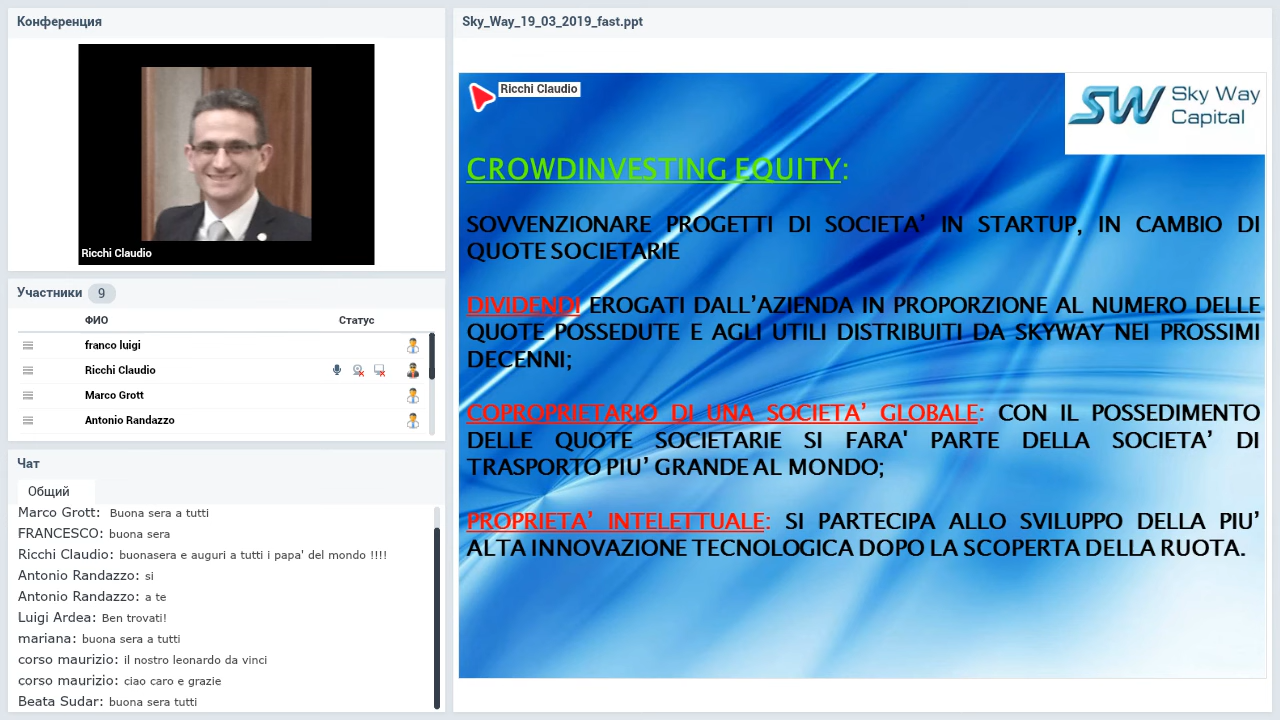 Конференция
Ricchi Claudio
Участники 9
ФИО Статус
franco luigi
Ricchi Claudio
Marco Grott
Antonio Randazzo
Чат
Общий
Marco Grott: Buona sera a tutti
FRANCESCO: buona sera
Ricchi Claudio: buonasera e auguri a tutti i papa' del mondo !!!!
Antonio Randazzo: si
Antonio Randazzo: a te
Luigi Ardea: Ben trovati!
mariana: buona sera a tutti
corso maurizio: il nostro leonardo da vinci
corso maurizio: ciao caro e grazie
Beata Sudar: buona sera tutti
Sky_Way_19_03_2019_fast.ppt
Ricchi Claudio
SW Sky Way
Capital
CROWDINVESTING EQUITY:
SOVVENZIONARE PROGETTI DI SOCIETA’ IN STARTUP, IN CAMBIO DI
QUOTE SOCIETARIE
DIVIDENDI EROGATI DALL’AZIENDA IN PROPORZIONE AL NUMERO DELLE
QUOTE POSSEDUTE E AGLI UTILI DISTRIBUITI DA SKYWAY NEI PROSSIMI
DECENNI;
COPROPRIETARIO DI UNA SOCIETA’ GLOBALE: CON IL POSSEDIMENTO
DELLE QUOTE SOCIETARIE SI FARA' PARTE DELLA SOCIETA’ DI
TRASPORTO PIU’ GRANDE AL MONDO;
PROPRIETA’ INTELETTUALE: SI PARTECIPA ALLO SVILUPPO DELLA PIU’
ALTA INNOVAZIONE TECNOLOGICA DOPO LA SCOPERTA DELLA RUOTA.